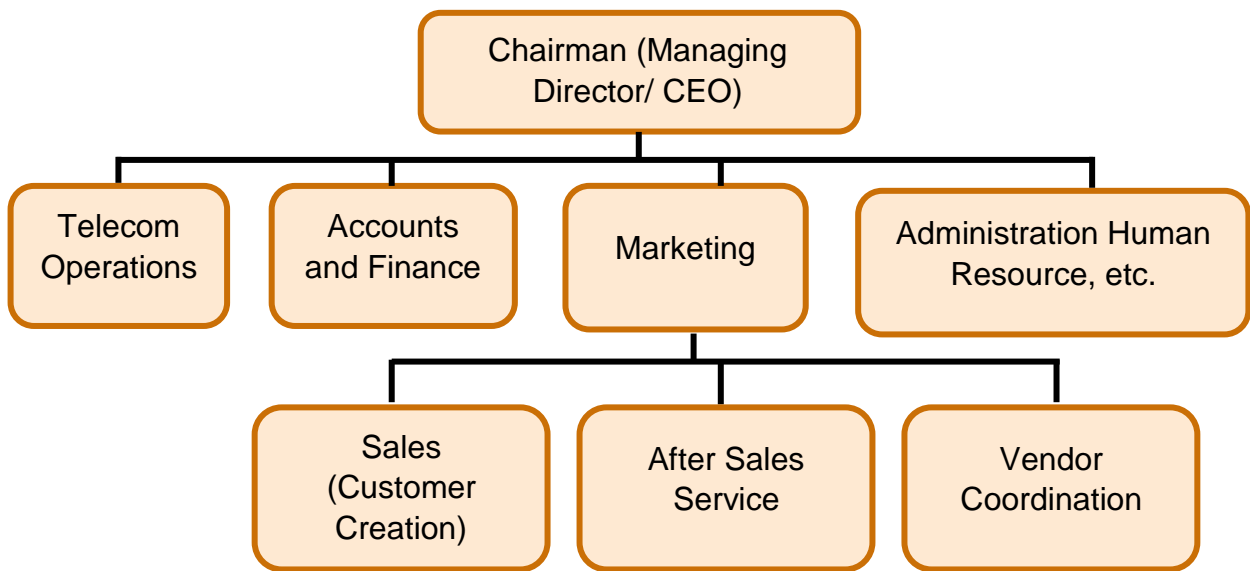 Chairman (Managing
Director/ CEO)
Telecom
Operations
Accounts
and Finance
Marketing
Administration Human
Resource, etc.
Sales
(Customer
Creation)
After Sales
Service
Vendor
Coordination